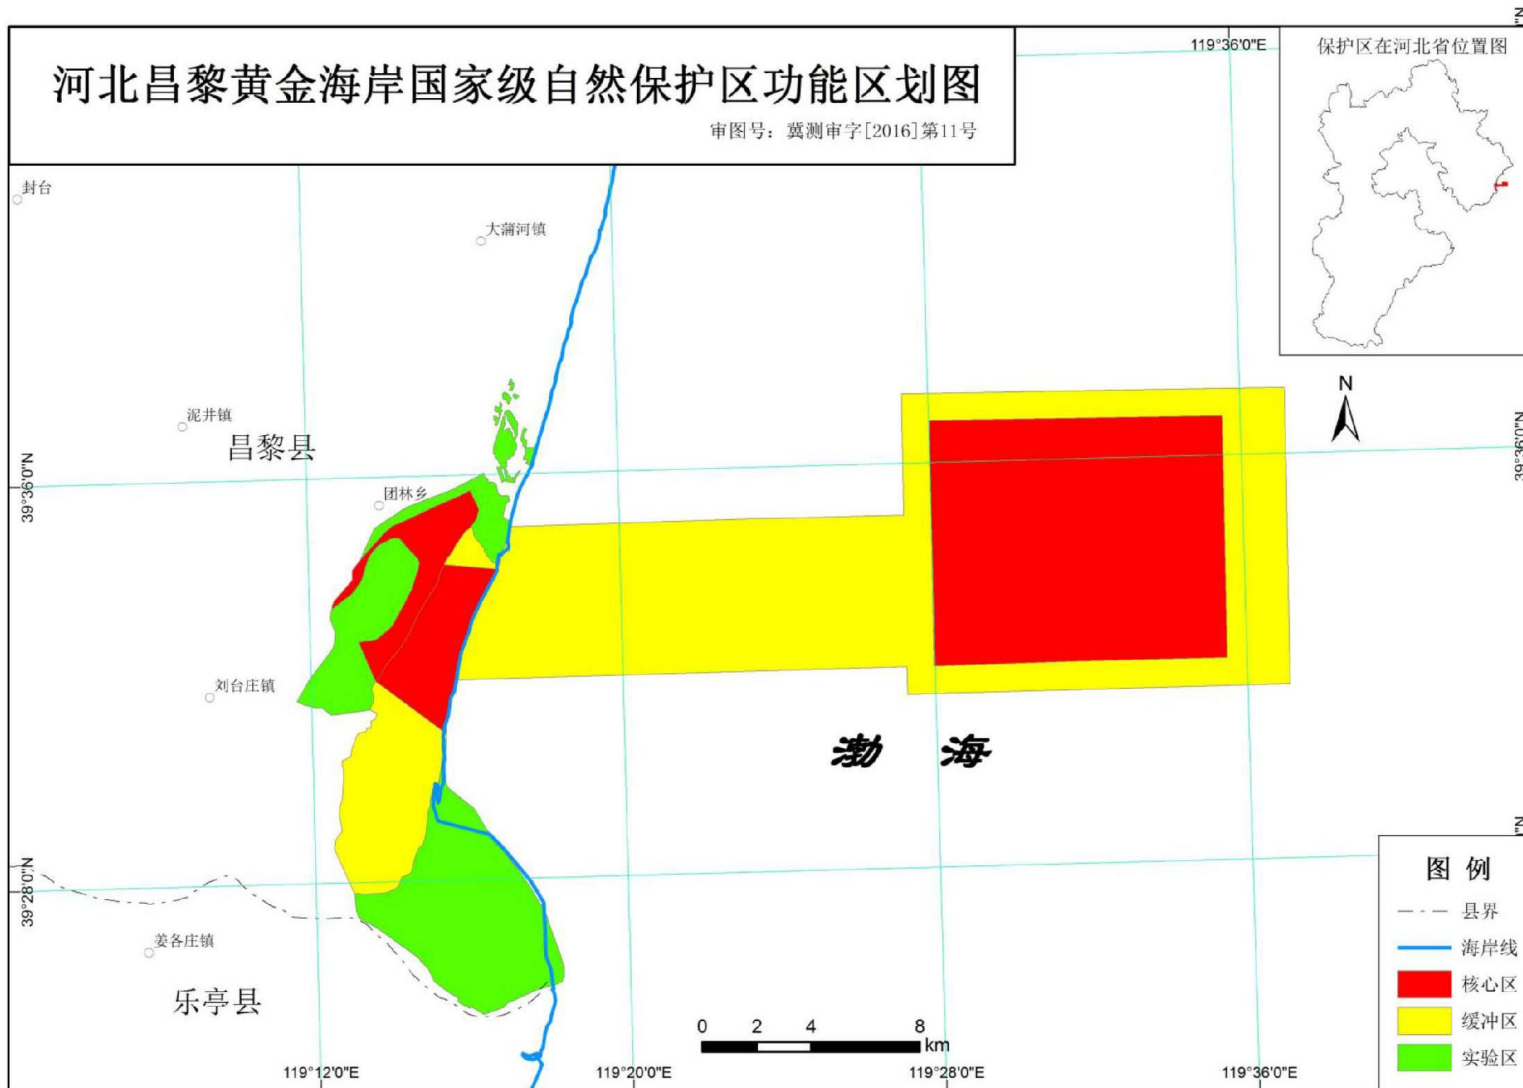 河北昌黎黄金海岸国家级自然保护区功能区划图
审图号：冀测审字[2016]第11号
119°36'0"E
保护区在河北省位置图
封台
大蒲河镇
N
泥井镇
昌黎县
39°36'0"N
39°36'0"N
团林乡
刘台庄镇
渤 海
39°28'0"N
姜各庄镇
乐亭县
图 例
县界
海岸线
核心区
缓冲区
实验区
0 2 4 8
km
119°12'0"E
119°20'0"E
119°28'0"E
119°36'0"E